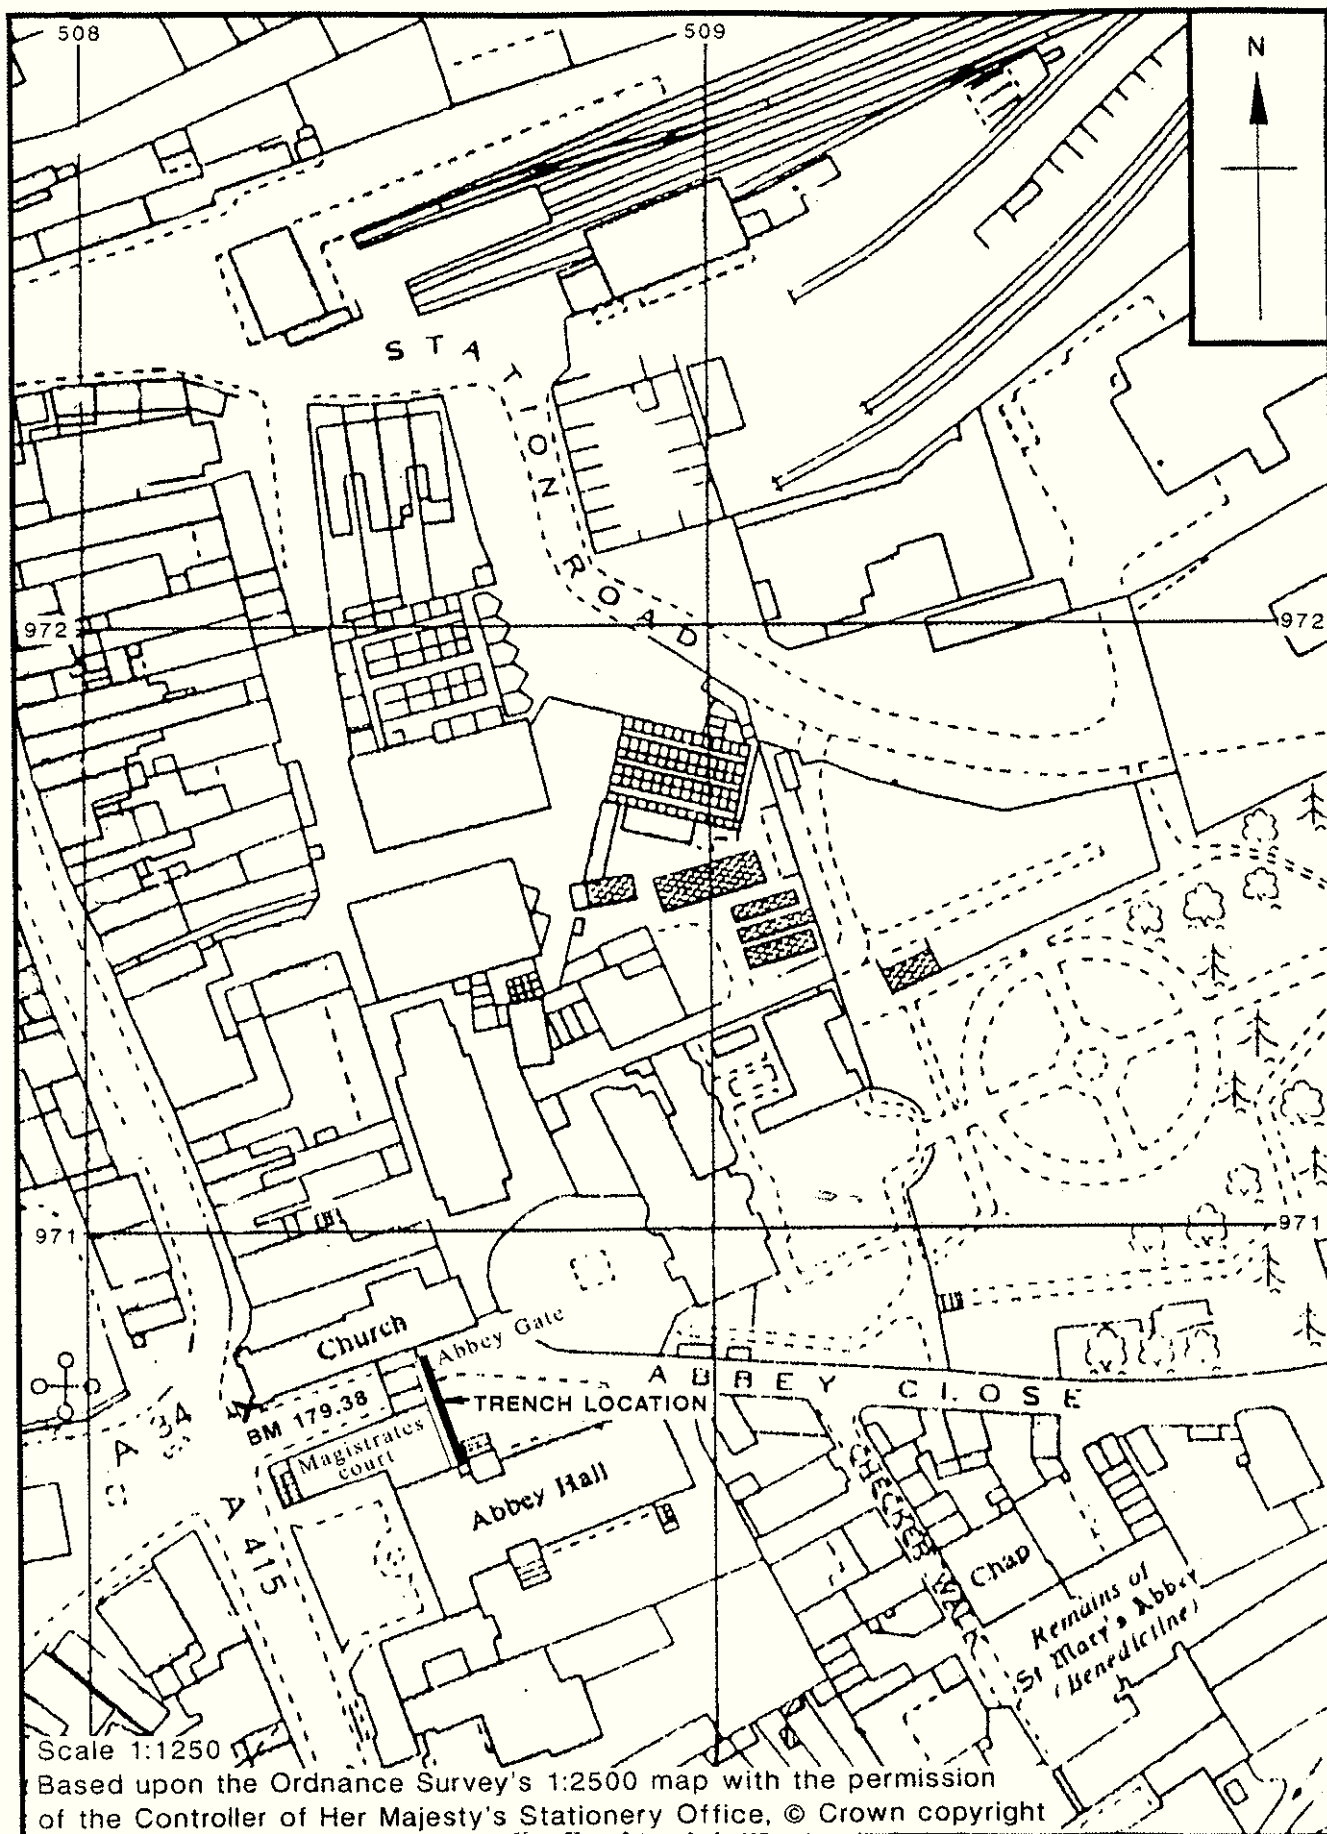 508
509
N
STATION
ROAD
972
972
971
971
Church
Abbey Gate
ABBEY CLOSE
TRENCH LOCATION
BM 179.38
A 34
Magistrates
court
Abbey Hall
A 415
CHECKER WALK
Chap
Remains of
St Mary's Abbey
(Benedictine)
Scale 1:1250
Based upon the Ordnance Survey's 1:2500 map with the permission
of the Controller of Her Majesty's Stationery Office, © Crown copyright